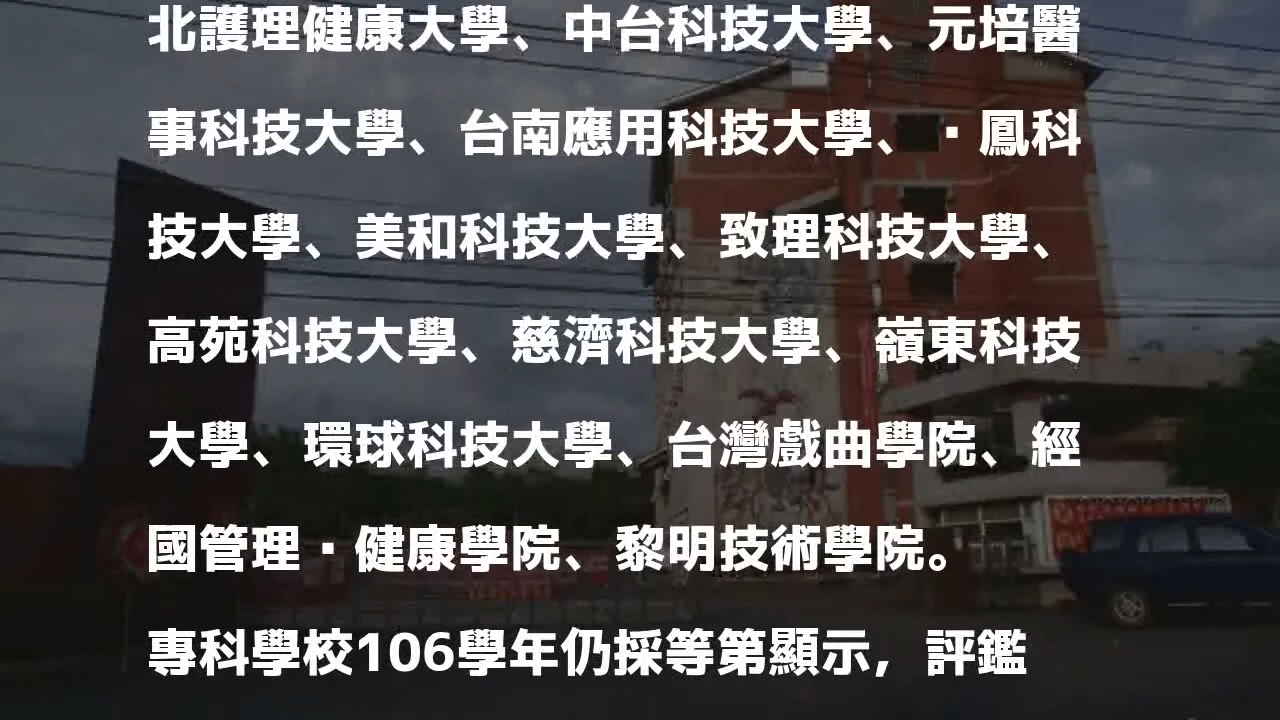 北護理健康大學、中台科技大學、元培醫
事科技大學、台南應用科技大學、·鳳科
技大學、美和科技大學、致理科技大學、
高苑科技大學、慈濟科技大學、嶺東科技
大學、環球科技大學、台灣戲曲學院、經
國管理·健康學院、黎明技術學院。
專科學校106學年仍採等第顯示，評鑑